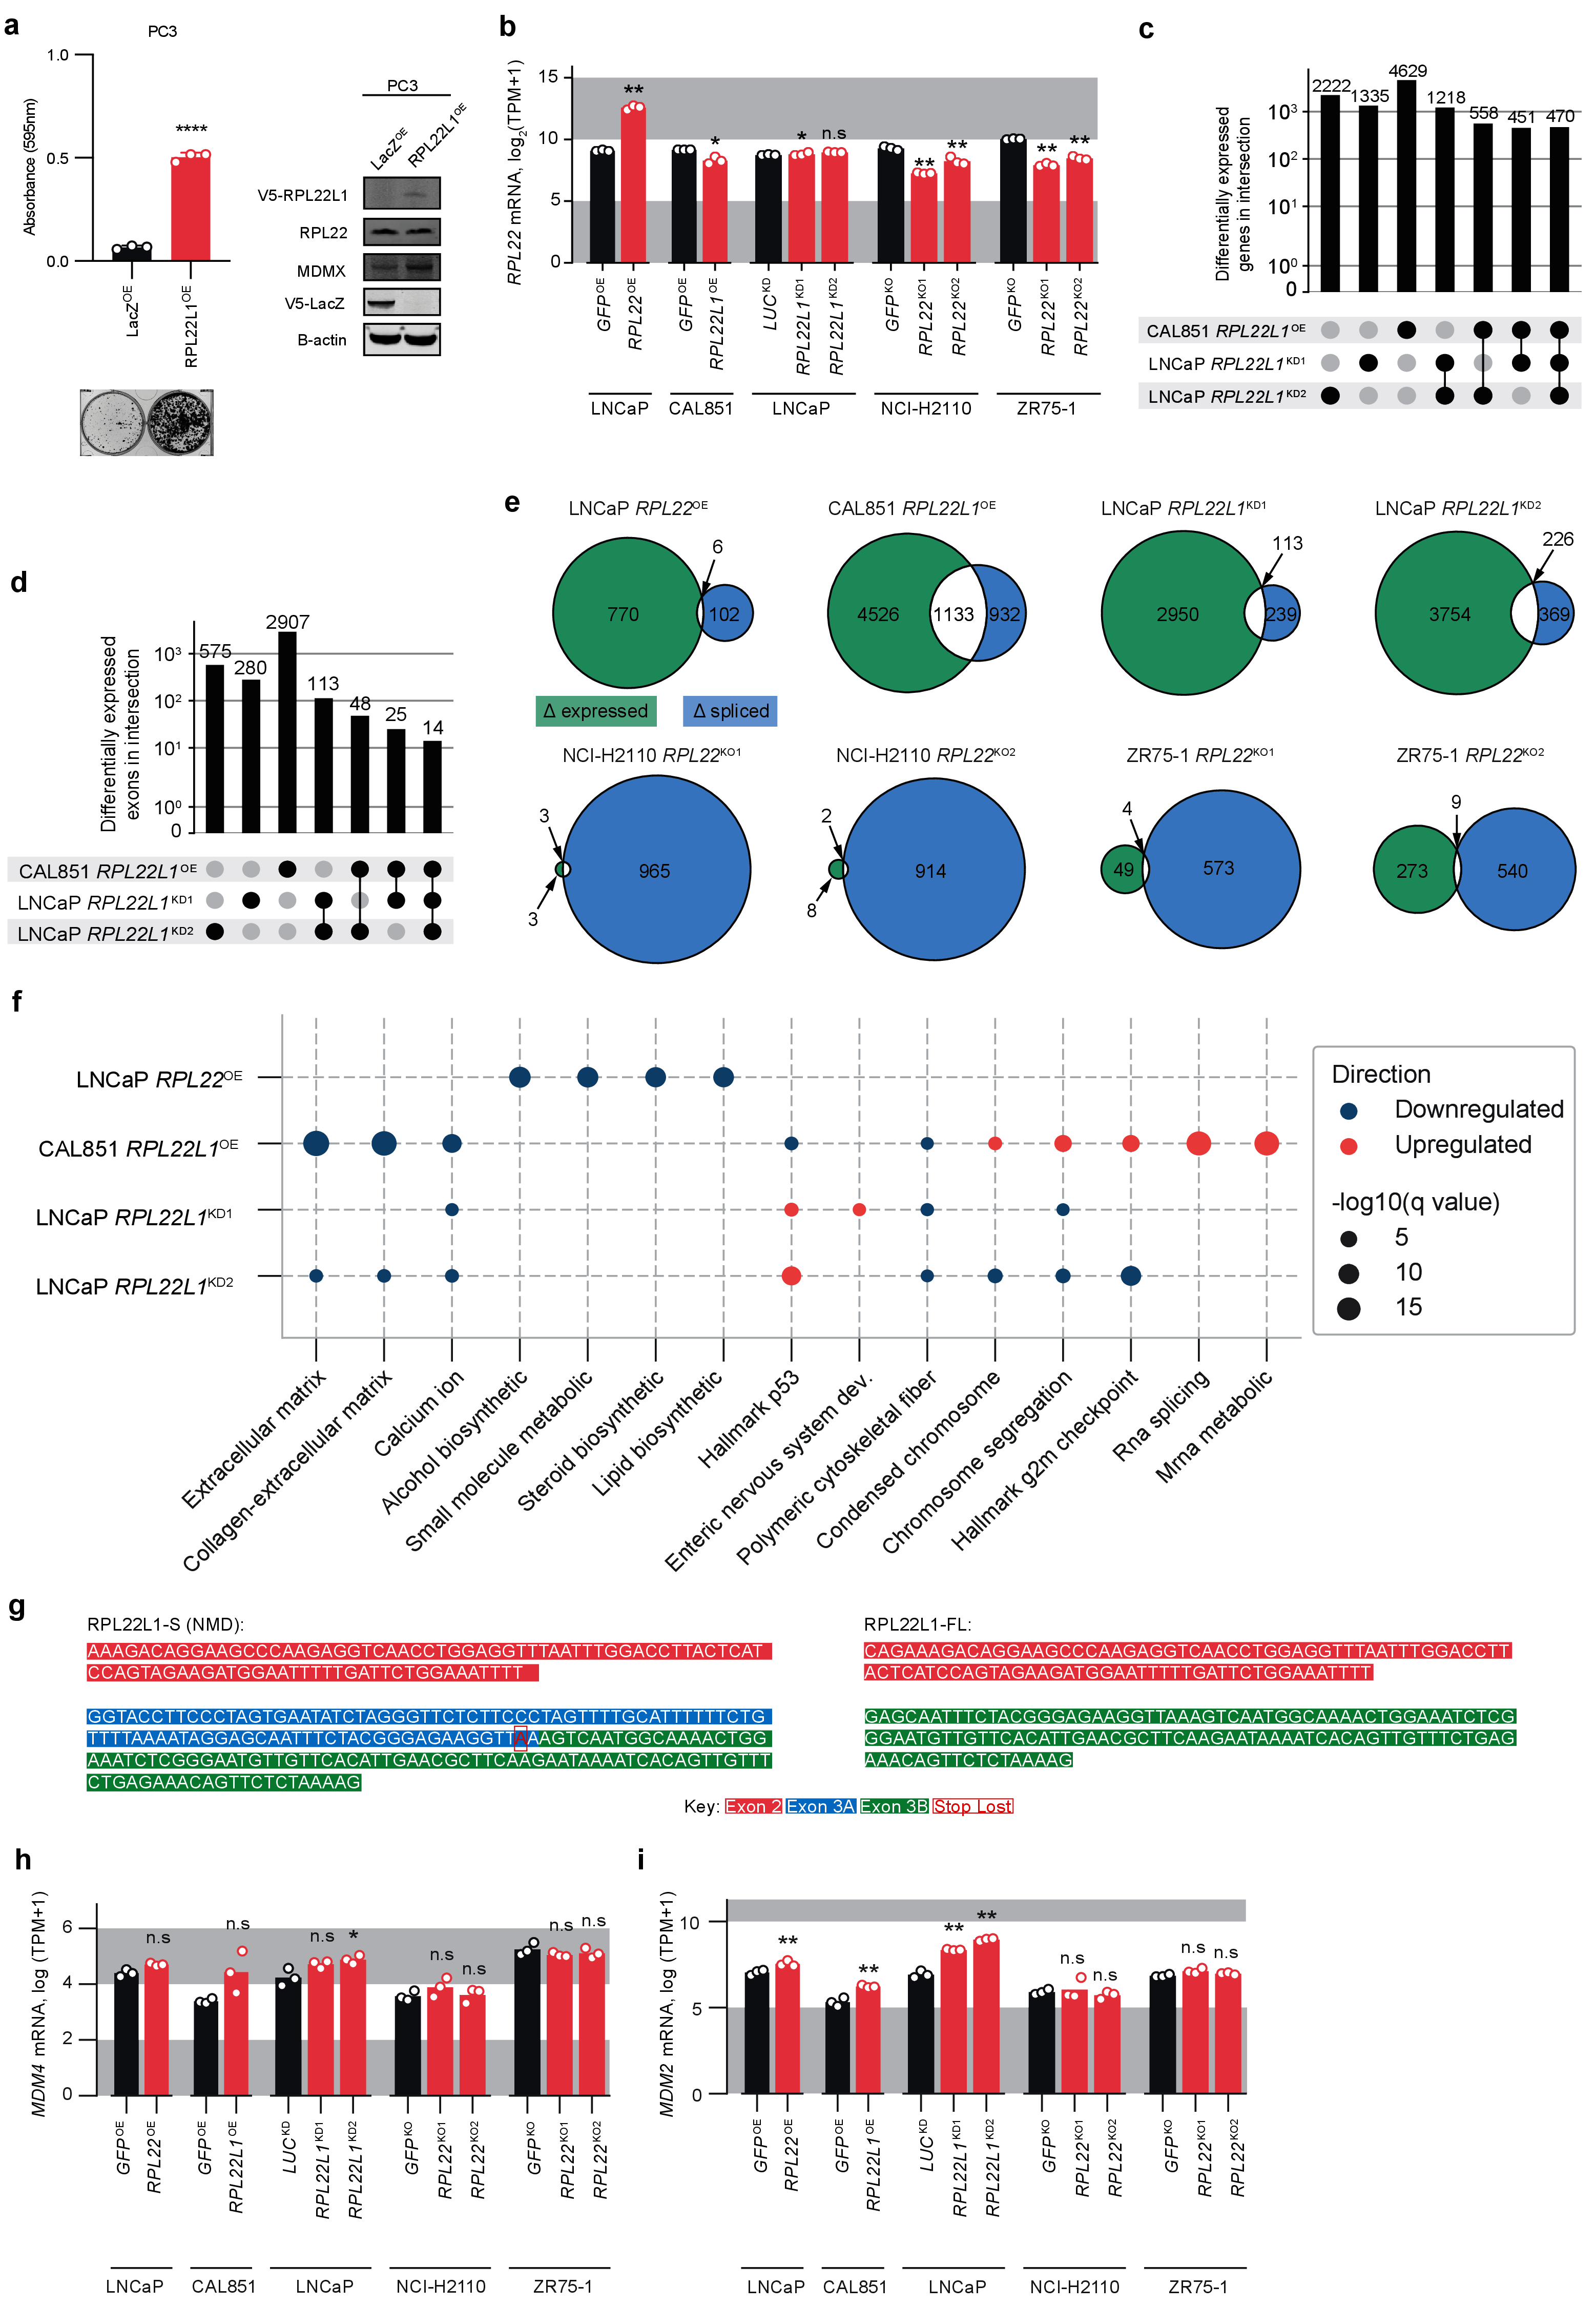 a
PC3
1.0
0.5
0.0
Absorbance (595nm)
****
LacZOE
RPL22L1OE
PC3
LacZOE
RPL22L1OE
V5-RPL22L1
RPL22
MDMX
V5-LacZ
B-actin
b
RPL22 mRNA, log2(TPM+1)
15
10
5
0
** * * n.s ** ** ** **
GFPOE
RPL22OE
GFPOE
RPL22L1OE
LUCKD
RPL22L1KD1
RPL22L1KD2
GFPKO
RPL22KO1
RPL22KO2
GFPKO
RPL22KO1
RPL22KO2
LNCaP CAL851 LNCaP NCI-H2110 ZR75-1
c
Differentially expressed
genes in intersection
103
102
101
100
0
2222 1335 4629 1218 558 451 470
CAL851 RPL22L1OE
LNCaP RPL22L1KD1
LNCaP RPL22L1KD2
d
Differentially expressed
exons in intersection
103
102
101
100
0
575 280 2907 113 48 25 14
CAL851 RPL22L1OE
LNCaP RPL22L1KD1
LNCaP RPL22L1KD2
e
LNCaP RPL22OE
770 6 102
CAL851 RPL22L1OE
4526 1133 932
LNCaP RPL22L1KD1
2950 113 239
LNCaP RPL22L1KD2
3754 226 369
Δ expressed Δ spliced
NCI-H2110 RPL22KO1
3 3 965
NCI-H2110 RPL22KO2
2 8 914
ZR75-1 RPL22KO1
4 49 573
ZR75-1 RPL22KO2
9 273 540
f
LNCaP RPL22OE
CAL851 RPL22L1OE
LNCaP RPL22L1KD1
LNCaP RPL22L1KD2
Extracellular matrix
Collagen-extracellular matrix
Calcium ion
Alcohol biosynthetic
Small molecule metabolic
Steroid biosynthetic
Lipid biosynthetic
Hallmark p53
Enteric nervous system dev.
Polymeric cytoskeletal fiber
Condensed chromosome
Chromosome segregation
Hallmark g2m checkpoint
Rna splicing
Mrna metabolic
Direction
Downregulated
Upregulated
-log10(q value)
5
10
15
g
RPL22L1-S (NMD):
AAAGACAGGAAGCCCAAGAGGTCAACCTGGAGGTTTAATTTGGACCTTACTCAT
CCAGTAGAAGATGGAATTTTTGATTCTGGAAATTTT
GGTACCTTCCCTAGTGAATATCTAGGGTTCTCTTCCCTAGTTTTGCATTTTTTCTG
TTTTAAAATAGGAGCAATTTCTACGGGAGAAGGTTAAAGTCAATGGCAAAACTGG
AAATCTCGGGAATGTTGTTCACATTGAACGCTTCAAGAATAAAATCACAGTTGTTT
CTGAGAAACAGTTCTCTAAAAG
RPL22L1-FL:
CAGAAAGACAGGAAGCCCAAGAGGTCAACCTGGAGGTTTAATTTGGACCTT
ACTCATCCAGTAGAAGATGGAATTTTTGATTCTGGAAATTTT
GAGCAATTTCTACGGGAGAAGGTTAAAGTCAATGGCAAAACTGGAAATCTCG
GGAATGTTGTTCACATTGAACGCTTCAAGAATAAAATCACAGTTGTTTCTGAG
AAACAGTTCTCTAAAAG
Key: Exon 2 Exon 3A Exon 3B Stop Lost
h
MDM4 mRNA, log (TPM+1)
6
4
2
0
n.s n.s n.s * n.s n.s n.s n.s
GFPOE
RPL22OE
GFPOE
RPL22L1OE
LUCKD
RPL22L1KD1
RPL22L1KD2
GFPKO
RPL22KO1
RPL22KO2
GFPKO
RPL22KO1
RPL22KO2
LNCaP CAL851 LNCaP NCI-H2110 ZR75-1
i
MDM2 mRNA, log (TPM+1)
10
5
0
** ** ** ** n.s n.s n.s n.s
GFPOE
RPL22OE
GFPOE
RPL22L1OE
LUCKD
RPL22L1KD1
RPL22L1KD2
GFPKO
RPL22KO1
RPL22KO2
GFPKO
RPL22KO1
RPL22KO2
LNCaP CAL851 LNCaP NCI-H2110 ZR75-1